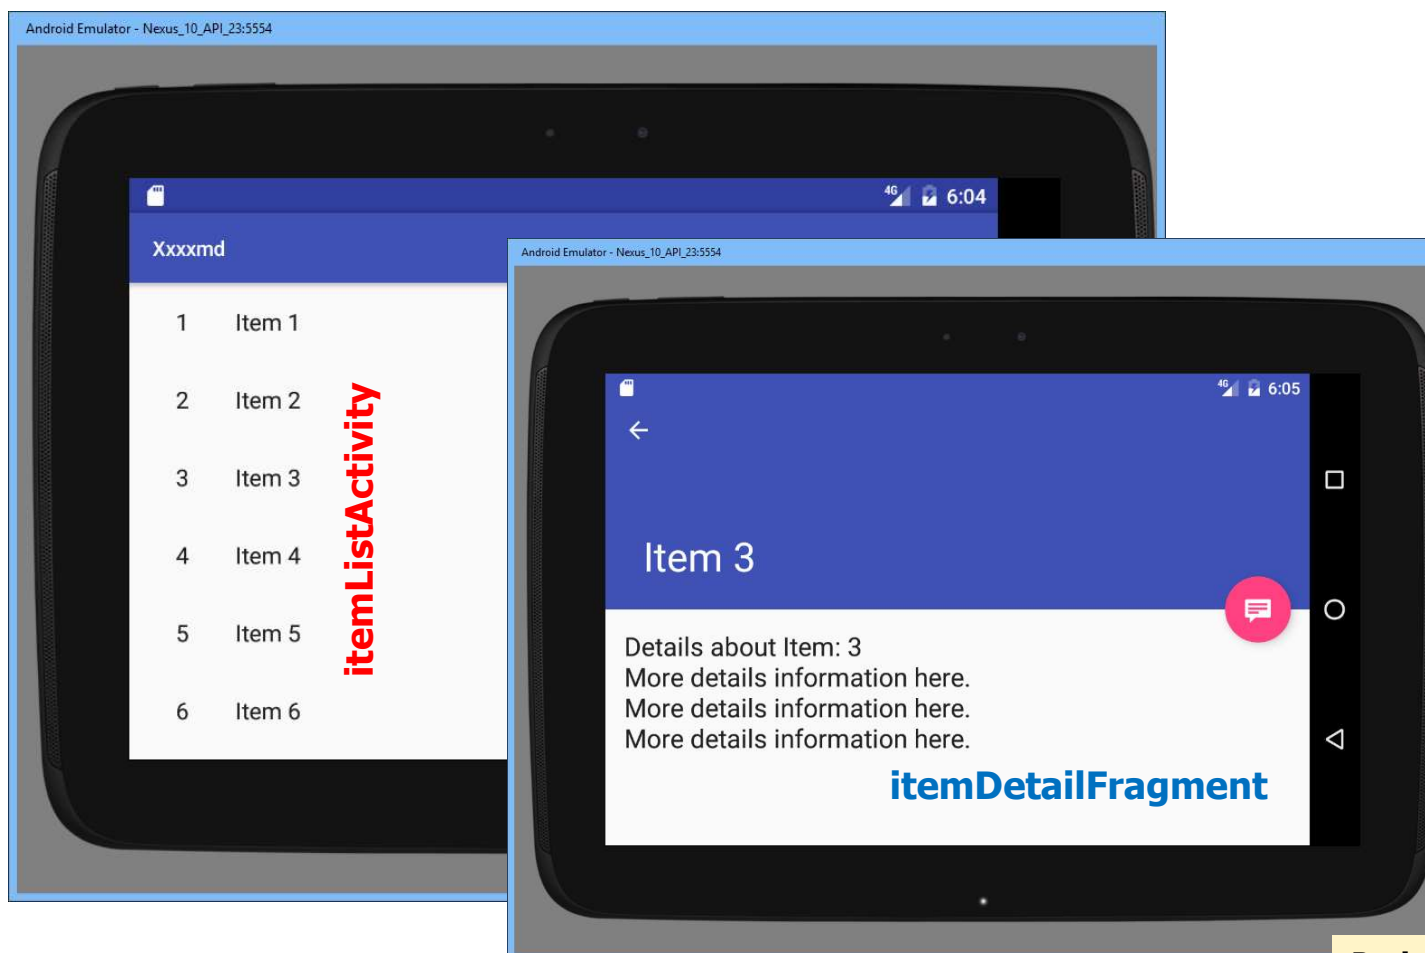 Android Emulator - Nexus_10_API_23:5554
4G 6:04
Xxxxmd
1 Item 1
2 Item 2
3 Item 3
4 Item 4
5 Item 5
6 Item 6
itemListActivity
Android Emulator - Nexus_10_API_23:5554
4G 6:05
Item 3
Details about Item: 3
More details information here.
More details information here.
More details information here.
itemDetailFragment